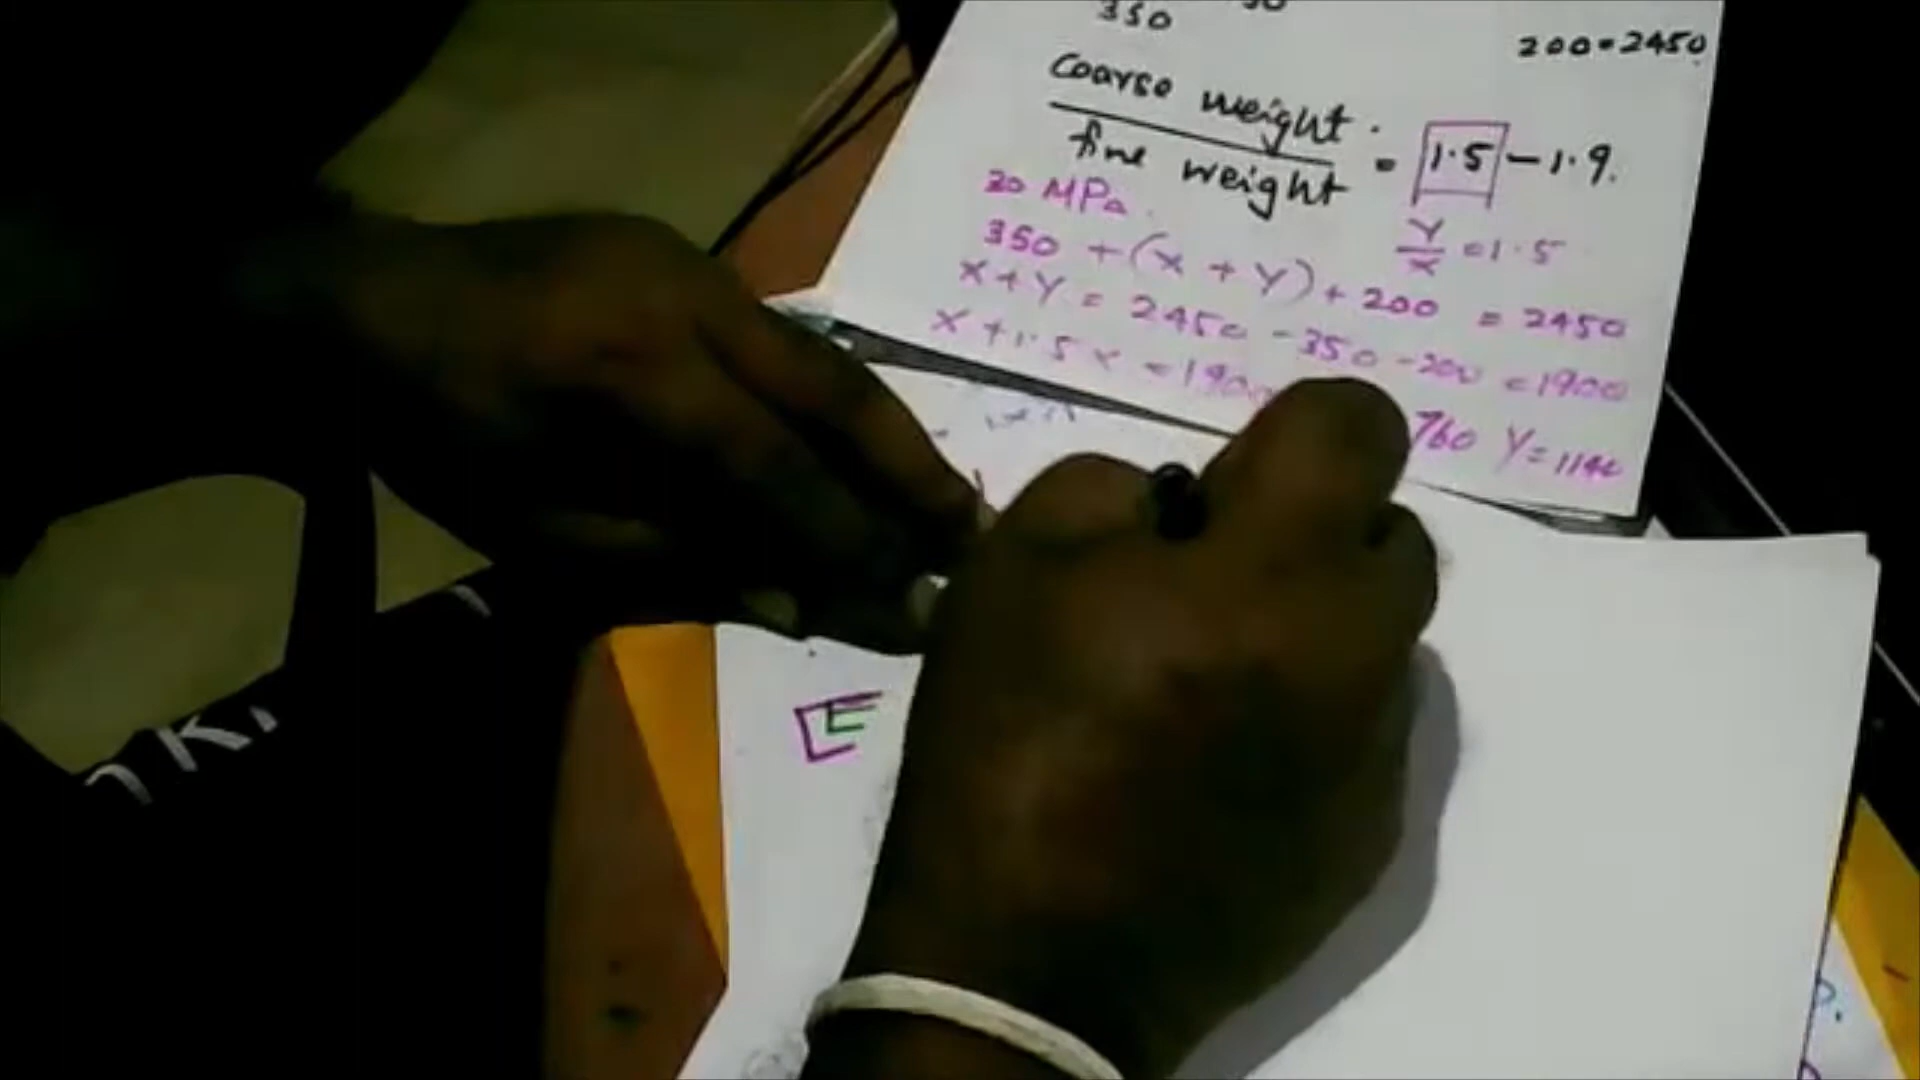 350
200=2450
coarse weight
fine weight = 1.5 - 1.9.
20 MPa.
Y/X = 1.5
350 + (X + Y) + 200 = 2450
X + Y = 2450 - 350 - 200 = 1900
X + 1.5 X = 1900
760 Y = 1140